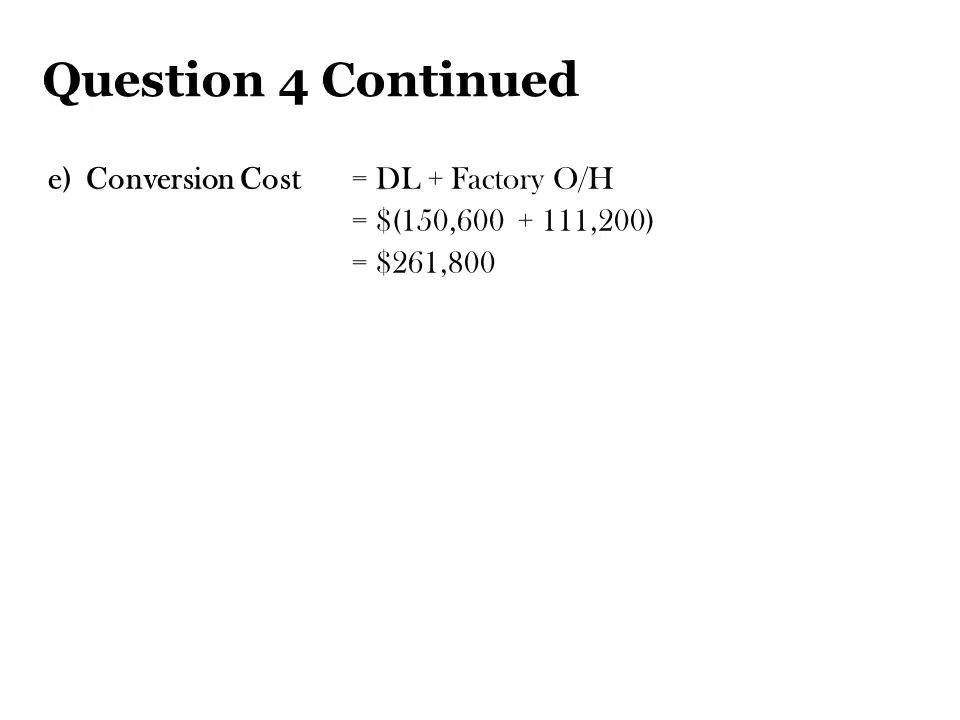 Question 4 Continued
e) Conversion Cost = DL + Factory O/H
= $(150,600 + 111,200)
= $261,800